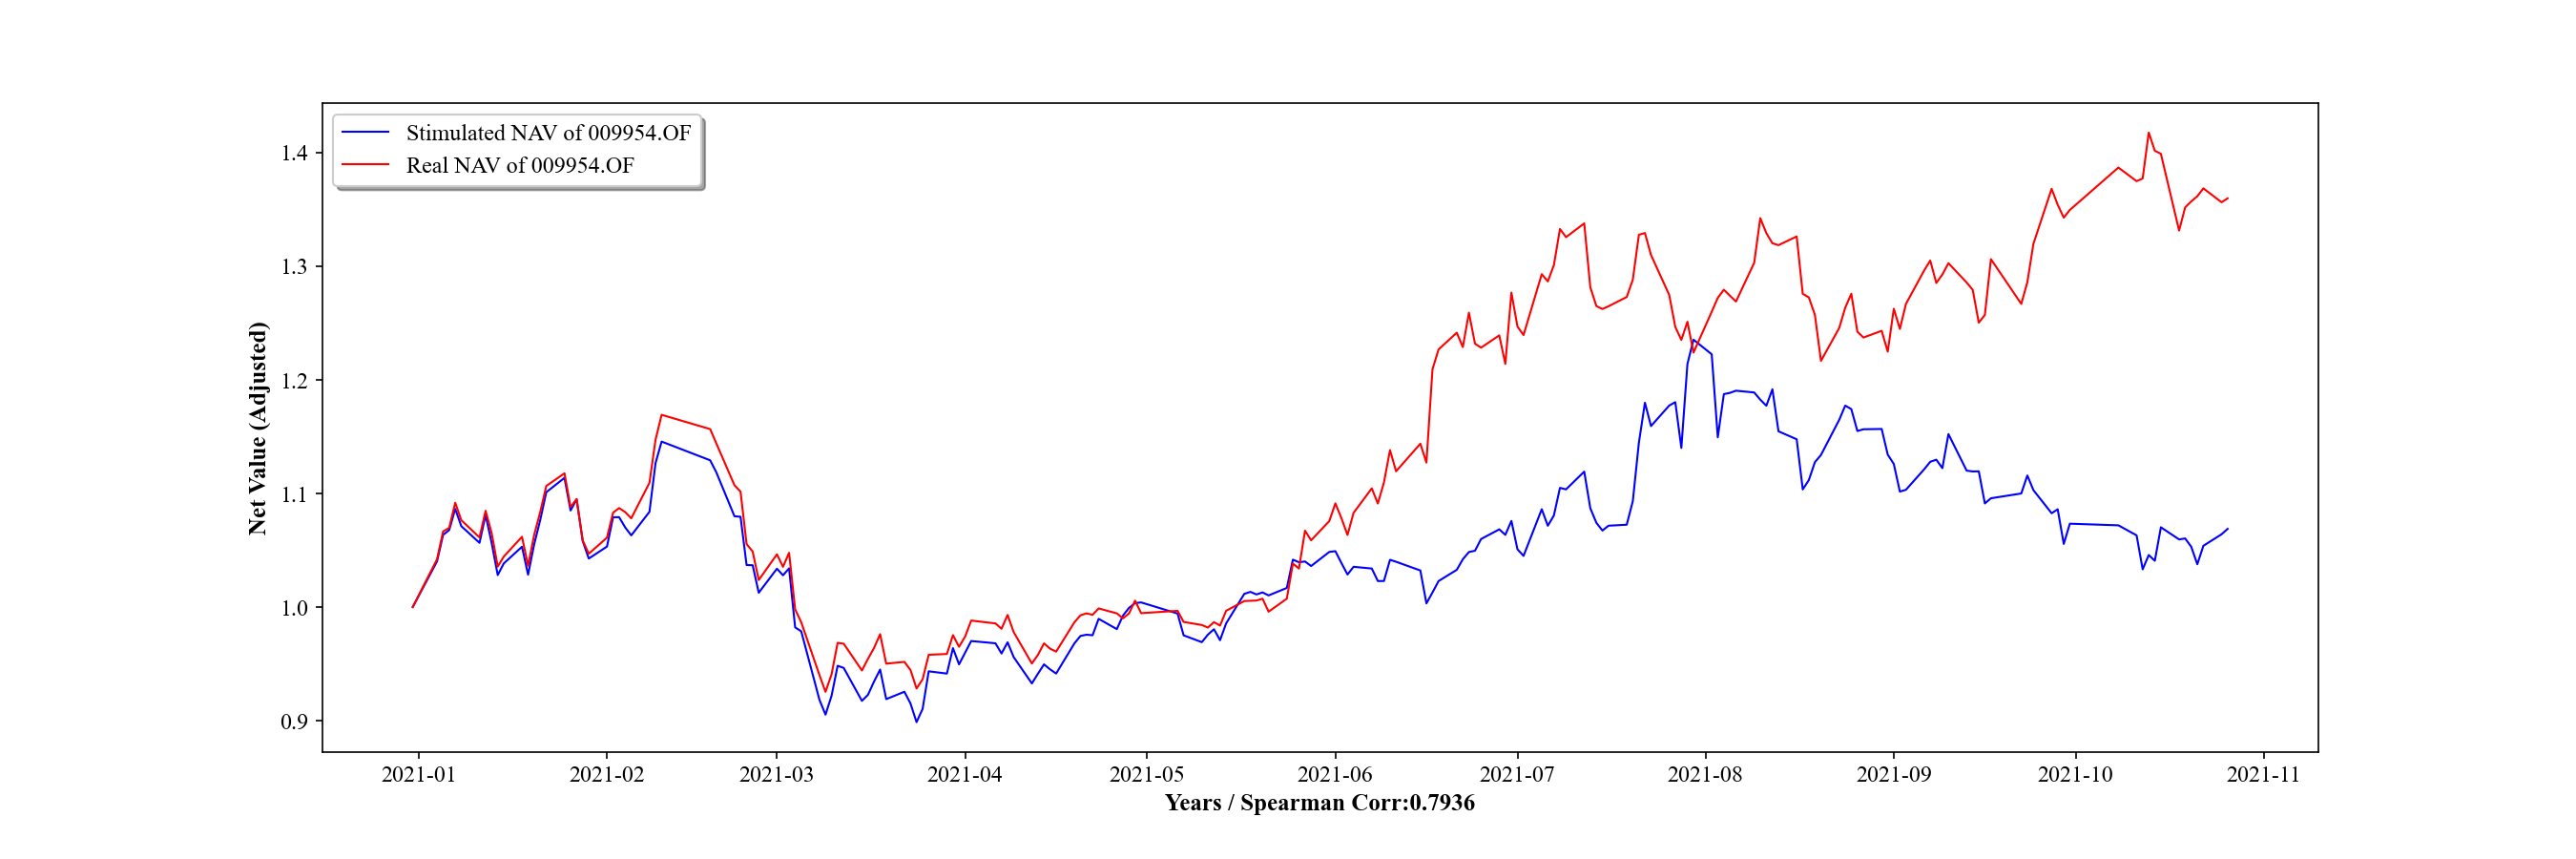 Stimulated NAV of 009954.OF
Real NAV of 009954.OF
Net Value (Adjusted)
1.4
1.3
1.2
1.1
1.0
0.9
2021-01 2021-02 2021-03 2021-04 2021-05 2021-06 2021-07 2021-08 2021-09 2021-10 2021-11
Years / Spearman Corr:0.7936